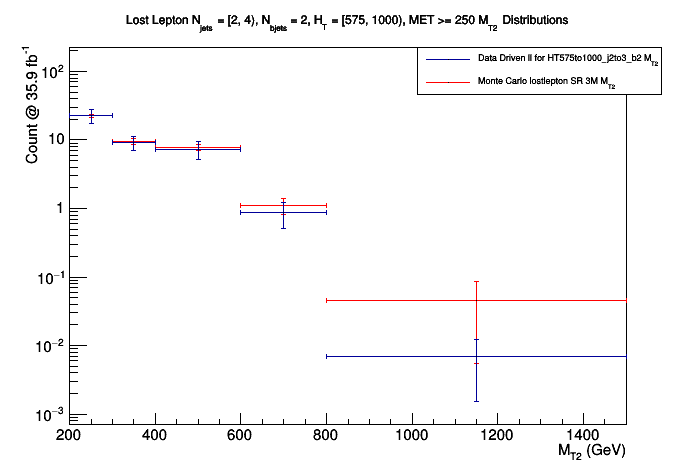 Lost Lepton N_jets = [2, 4), N_bjets = 2, H_T = [575, 1000), MET >= 250 M_T2 Distributions
Data Driven II for HT575to1000_j2to3_b2 M_T2
Monte Carlo lostlepton SR 3M M_T2
Count @ 35.9 fb^-1
10^2
10
1
10^−1
10^−2
10^−3
200 400 600 800 1000 1200 1400
M_T2 (GeV)